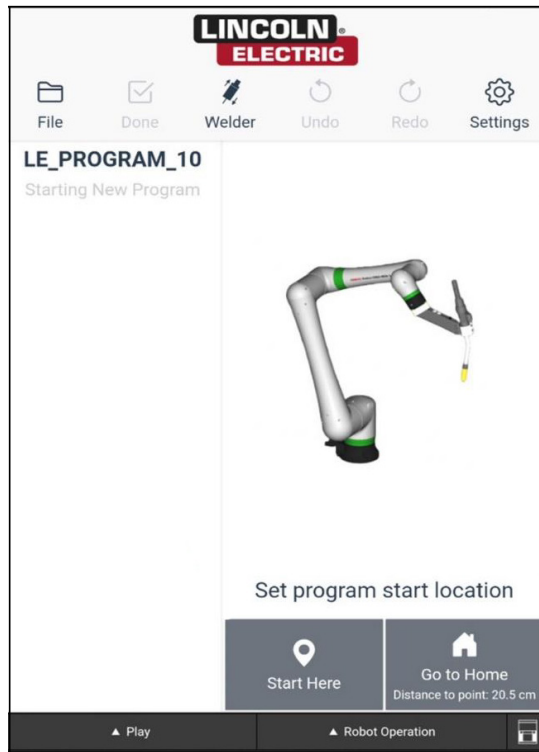 LINCOLN
ELECTRIC
File
Done
Welder
Undo
Redo
Settings
LE_PROGRAM_10
Starting New Program
Set program start location
Start Here
Go to Home
Distance to point: 20.5 cm
▲ Play
▲ Robot Operation